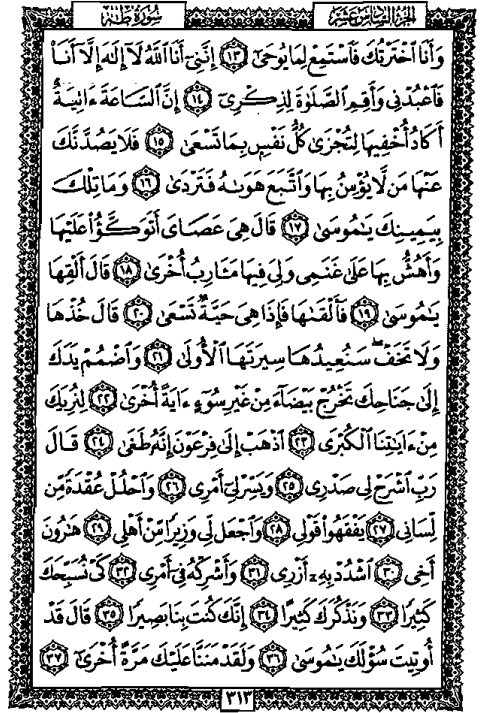 سُورَةُ طه
الجزء السادس عشر
وَأَنَا ٱخْتَرْتُكَ فَٱسْتَمِعْ لِمَا يُوحَىٰٓ ١٣ إِنَّنِىٓ أَنَا ٱللَّهُ لَآ إِلَٰهَ إِلَّآ أَنَا۠
فَٱعْبُدْنِى وَأَقِمِ ٱلصَّلَوٰةَ لِذِكْرِىٓ ١٤ إِنَّ ٱلسَّاعَةَ ءَاتِيَةٌ
أَكَادُ أُخْفِيهَا لِتُجْزَىٰ كُلُّ نَفْسٍۭ بِمَا تَسْعَىٰ ١٥ فَلَا يَصُدَّنَّكَ
عَنْهَا مَن لَّا يُؤْمِنُ بِهَا وَٱتَّبَعَ هَوَىٰهُ فَتَرْدَىٰ ١٦ وَمَا تِلْكَ
بِيَمِينِكَ يَٰمُوسَىٰ ١٧ قَالَ هِىَ عَصَاىَ أَتَوَكَّؤُا۟ عَلَيْهَا
وَأَهُشُّ بِهَا عَلَىٰ غَنَمِى وَلِىَ فِيهَا مَـَٔارِبُ أُخْرَىٰ ١٨ قَالَ أَلْقِهَا
يَٰمُوسَىٰ ١٩ فَأَلْقَىٰهَا فَإِذَا هِىَ حَيَّةٌ تَسْعَىٰ ٢٠ قَالَ خُذْهَا
وَلَا تَخَفْ ۖ سَنُعِيدُهَا سِيرَتَهَا ٱلْأُولَىٰ ٢١ وَٱضْمُمْ يَدَكَ
إِلَىٰ جَنَاحِكَ تَخْرُجْ بَيْضَآءَ مِنْ غَيْرِ سُوٓءٍ ءَايَةً أُخْرَىٰ ٢٢ لِنُرِيَكَ
مِنْ ءَايَٰتِنَا ٱلْكُبْرَى ٢٣ ٱذْهَبْ إِلَىٰ فِرْعَوْنَ إِنَّهُۥ طَغَىٰ ٢٤ قَالَ
رَبِّ ٱشْرَحْ لِى صَدْرِى ٢٥ وَيَسِّرْ لِىٓ أَمْرِى ٢٦ وَٱحْلُلْ عُقْدَةً مِّن
لِّسَانِى ٢٧ يَفْقَهُوا۟ قَوْلِى ٢٨ وَٱجْعَل لِّى وَزِيرًا مِّنْ أَهْلِى ٢٩ هَٰرُونَ
أَخِى ٣٠ ٱشْدُدْ بِهِۦٓ أَزْرِى ٣١ وَأَشْرِكْهُ فِىٓ أَمْرِى ٣٢ كَىْ نُسَبِّحَكَ
كَثِيرًا ٣٣ وَنَذْكُرَكَ كَثِيرًا ٣٤ إِنَّكَ كُنتَ بِنَا بَصِيرًا ٣٥ قَالَ قَدْ
أُوتِيتَ سُؤْلَكَ يَٰمُوسَىٰ ٣٦ وَلَقَدْ مَنَنَّا عَلَيْكَ مَرَّةً أُخْرَىٰٓ ٣٧
٣١٣